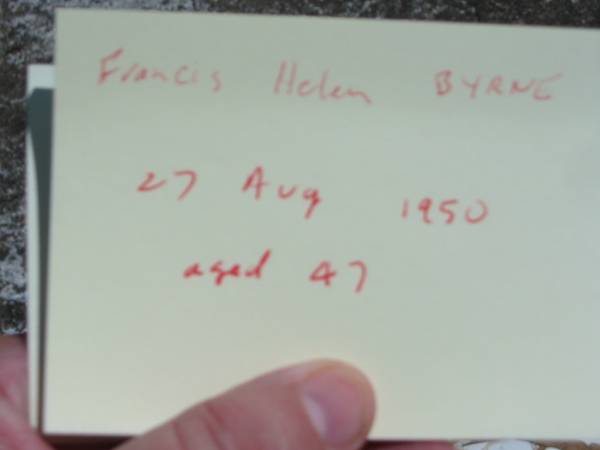 Francis Helen BYRNE
27 Aug 1950
aged 47